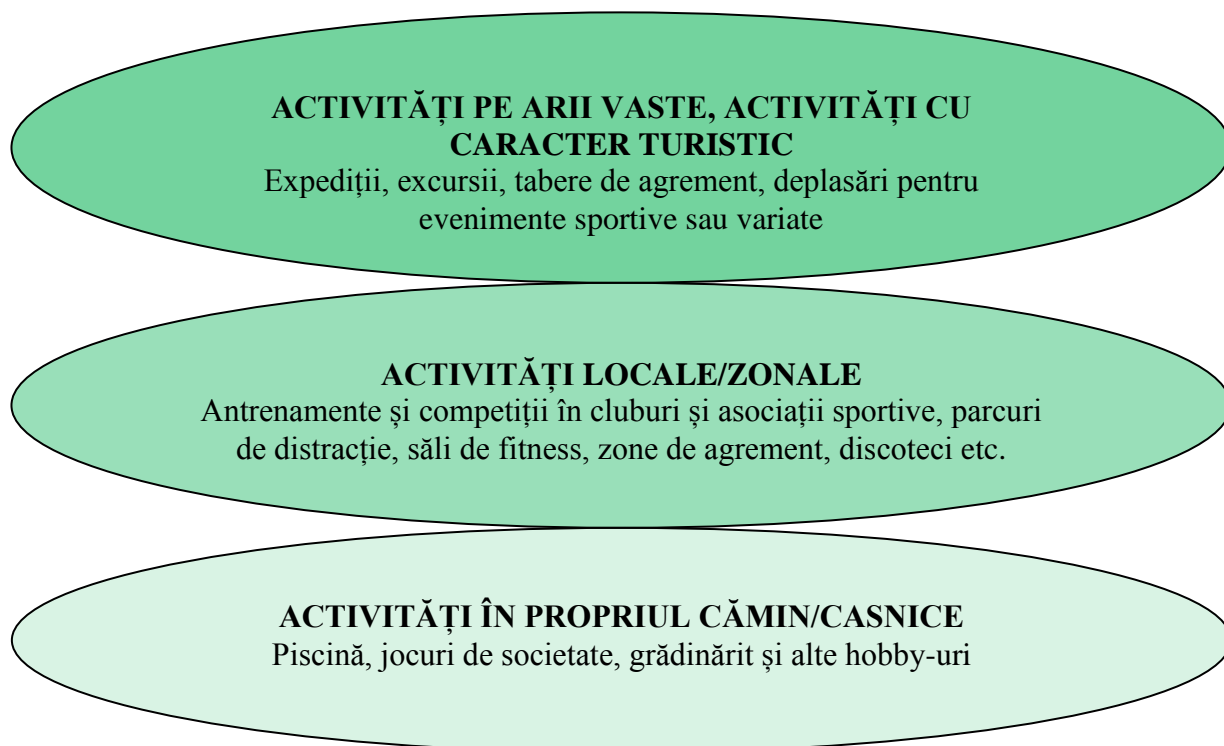 ACTIVITĂȚI PE ARII VASTE, ACTIVITĂȚI CU
CARACTER TURISTIC
Expediții, excursii, tabere de agrement, deplasări pentru
evenimente sportive sau variate
ACTIVITĂȚI LOCALE/ZONALE
Antrenamente și competiții în cluburi și asociații sportive, parcuri
de distracție, săli de fitness, zone de agrement, discoteci etc.
ACTIVITĂȚI ÎN PROPRIUL CĂMIN/CASNICE
Piscină, jocuri de societate, grădinărit și alte hobby-uri